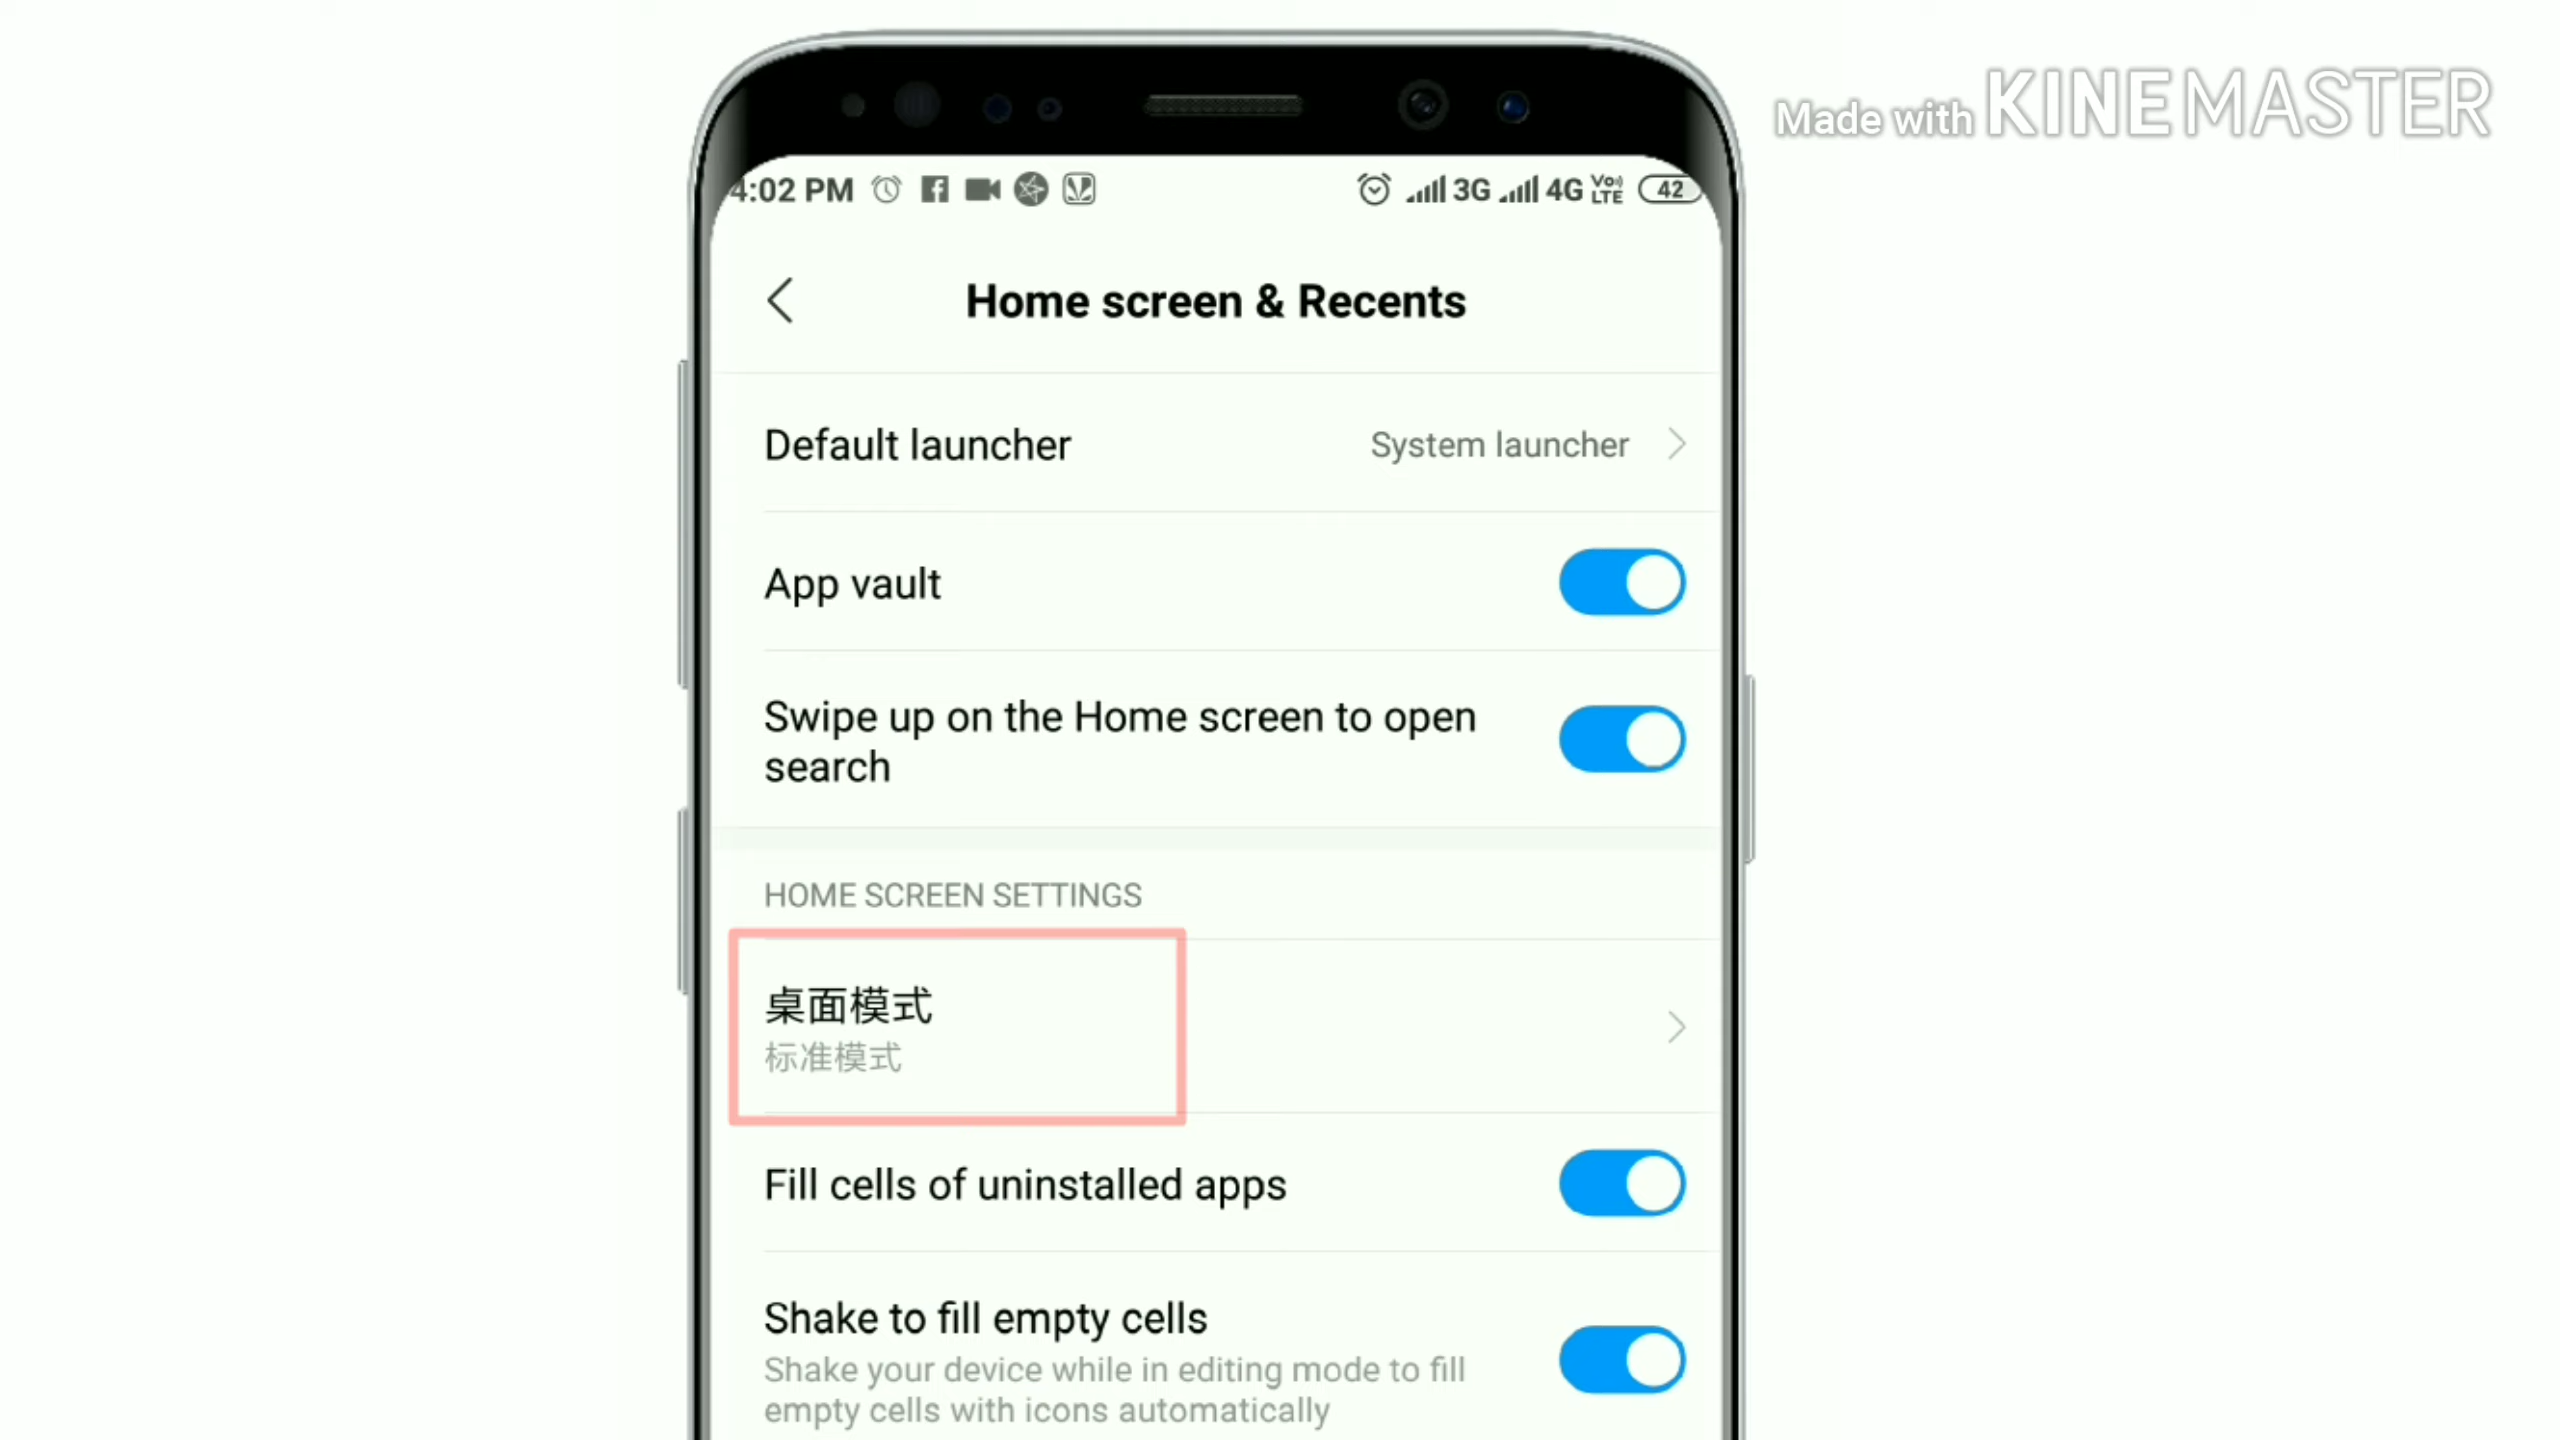 Made with KINEMASTER
4:02 PM 3G 4G Vo) LTE 42
Home screen & Recents
Default launcher System launcher
App vault
Swipe up on the Home screen to open
search
HOME SCREEN SETTINGS
桌面模式
标准模式
Fill cells of uninstalled apps
Shake to fill empty cells
Shake your device while in editing mode to fill
empty cells with icons automatically